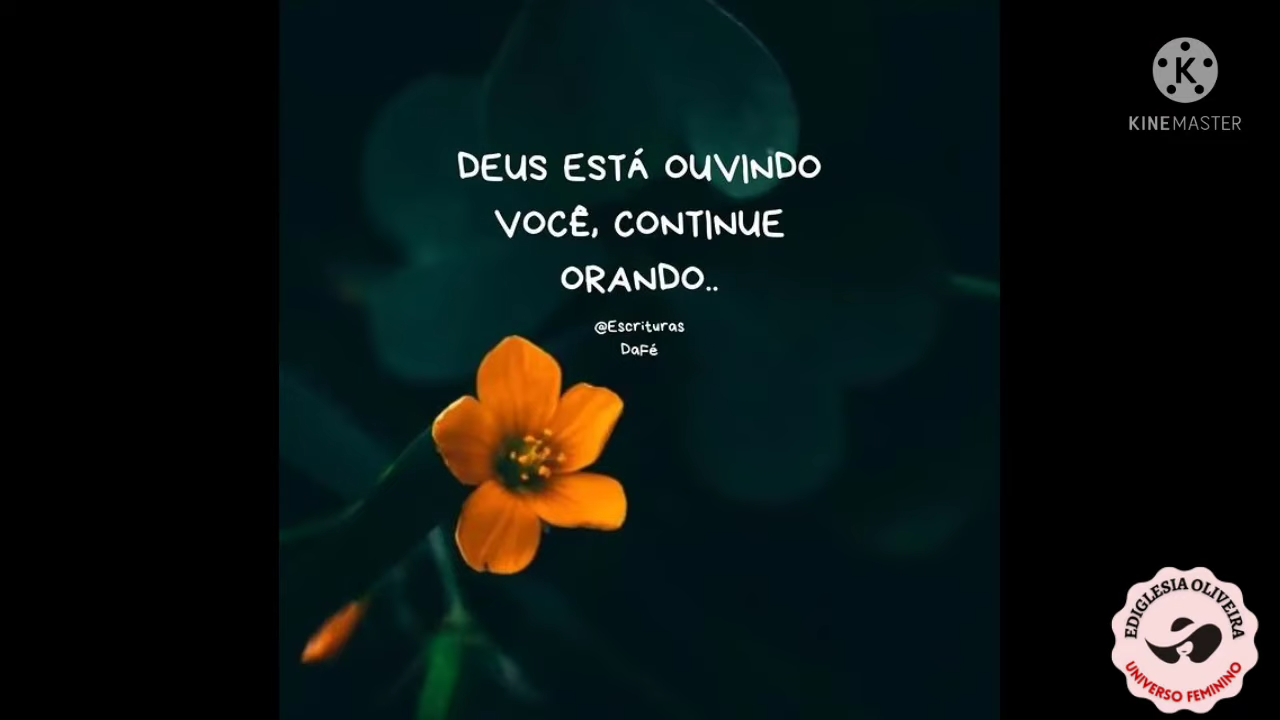 DEUS ESTÁ OUVINDO
VOCÊ, CONTINUE
ORANDO..
@Escrituras
DaFé
K
KINEMASTER
EDIGLESIA OLIVEIRA
UNIVERSO FEMININO